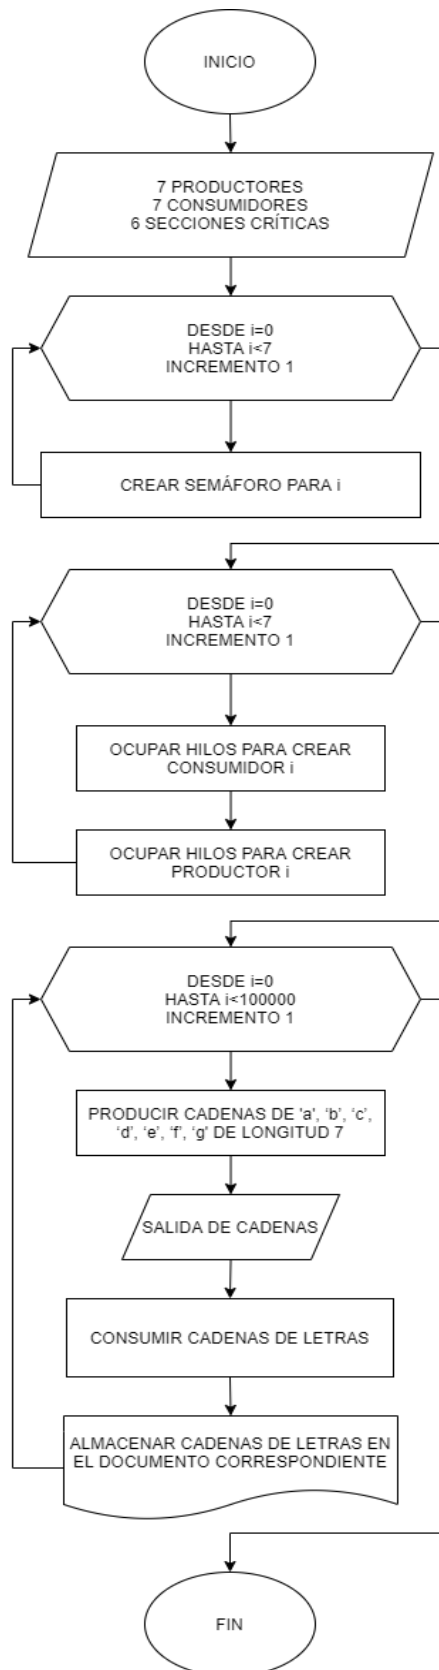 INICIO
7 PRODUCTORES
7 CONSUMIDORES
6 SECCIONES CRÍTICAS
DESDE i=0
HASTA i<7
INCREMENTO 1
CREAR SEMÁFORO PARA i
DESDE i=0
HASTA i<7
INCREMENTO 1
OCUPAR HILOS PARA CREAR
CONSUMIDOR i
OCUPAR HILOS PARA CREAR
PRODUCTOR i
DESDE i=0
HASTA i<100000
INCREMENTO 1
PRODUCIR CADENAS DE 'a', ‘b’, ‘c’,
‘d’, ‘e’, ‘f’, ‘g’ DE LONGITUD 7
SALIDA DE CADENAS
CONSUMIR CADENAS DE LETRAS
ALMACENAR CADENAS DE LETRAS EN
EL DOCUMENTO CORRESPONDIENTE
FIN